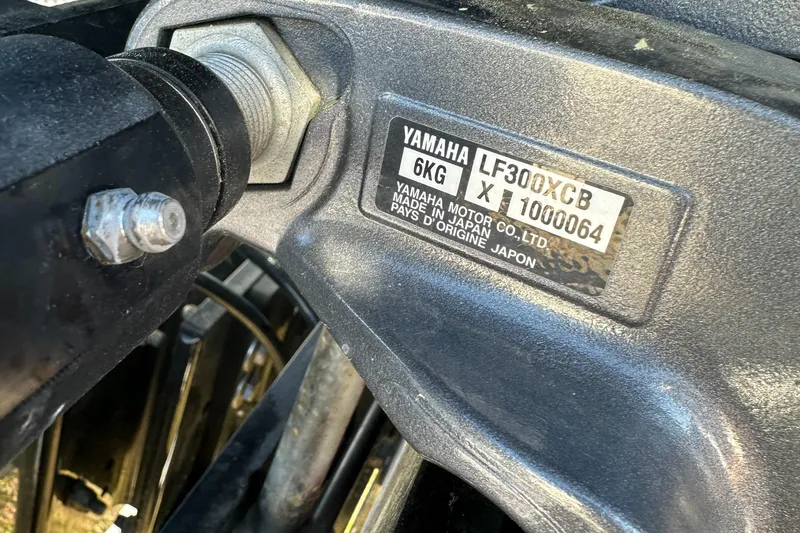 YAMAHA LF300XCB
6KG X 1000064
YAMAHA MOTOR CO.,LTD.
MADE IN JAPAN
PAYS D'ORIGINE JAPON